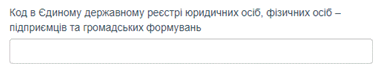 Код в Єдиному державному реєстрі юридичних осіб, фізичних осіб –
підприємців та громадських формувань